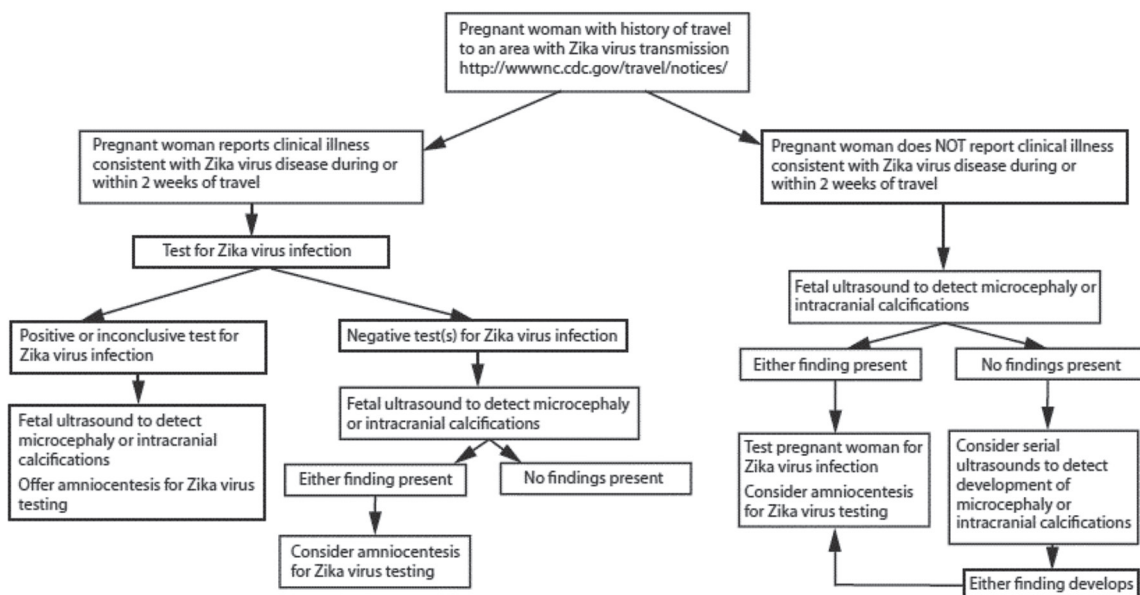 Pregnant woman with history of travel
to an area with Zika virus transmission
http://wwwnc.cdc.gov/travel/notices/
Pregnant woman reports clinical illness
consistent with Zika virus disease during or
within 2 weeks of travel
Pregnant woman does NOT report clinical illness
consistent with Zika virus disease during or
within 2 weeks of travel
Test for Zika virus infection
Fetal ultrasound to detect microcephaly or
intracranial calcifications
Positive or inconclusive test for
Zika virus infection
Negative test(s) for Zika virus infection
Either finding present
No findings present
Fetal ultrasound to detect
microcephaly or intracranial
calcifications
Offer amniocentesis for Zika virus
testing
Fetal ultrasound to detect microcephaly
or intracranial calcifications
Test pregnant woman for
Zika virus infection
Consider amniocentesis
for Zika virus testing
Consider serial
ultrasounds to detect
development of
microcephaly or
intracranial calcifications
Either finding present
No findings present
Consider amniocentesis
for Zika virus testing
Either finding develops